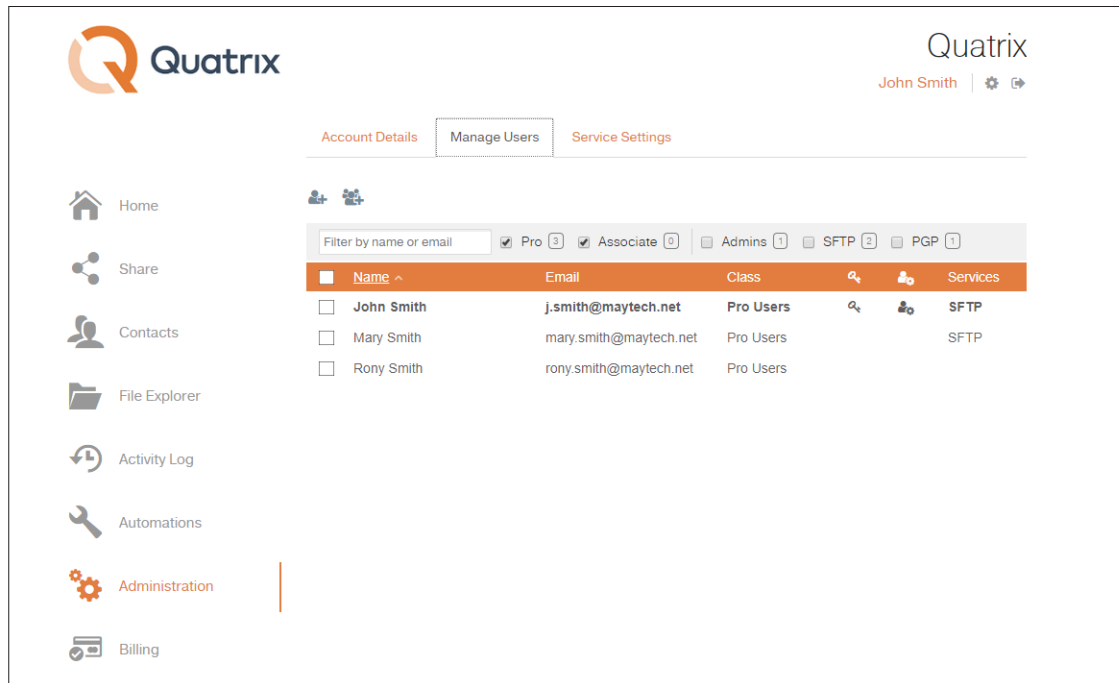 Quatrix
Quatrix
John Smith
Account Details Manage Users Service Settings
Home
Share
Contacts
File Explorer
Activity Log
Automations
Administration
Billing
Filter by name or email Pro 3 Associate 0 Admins 1 SFTP 2 PGP 1
Name Email Class Services
John Smith j.smith@maytech.net Pro Users SFTP
Mary Smith mary.smith@maytech.net Pro Users SFTP
Rony Smith rony.smith@maytech.net Pro Users